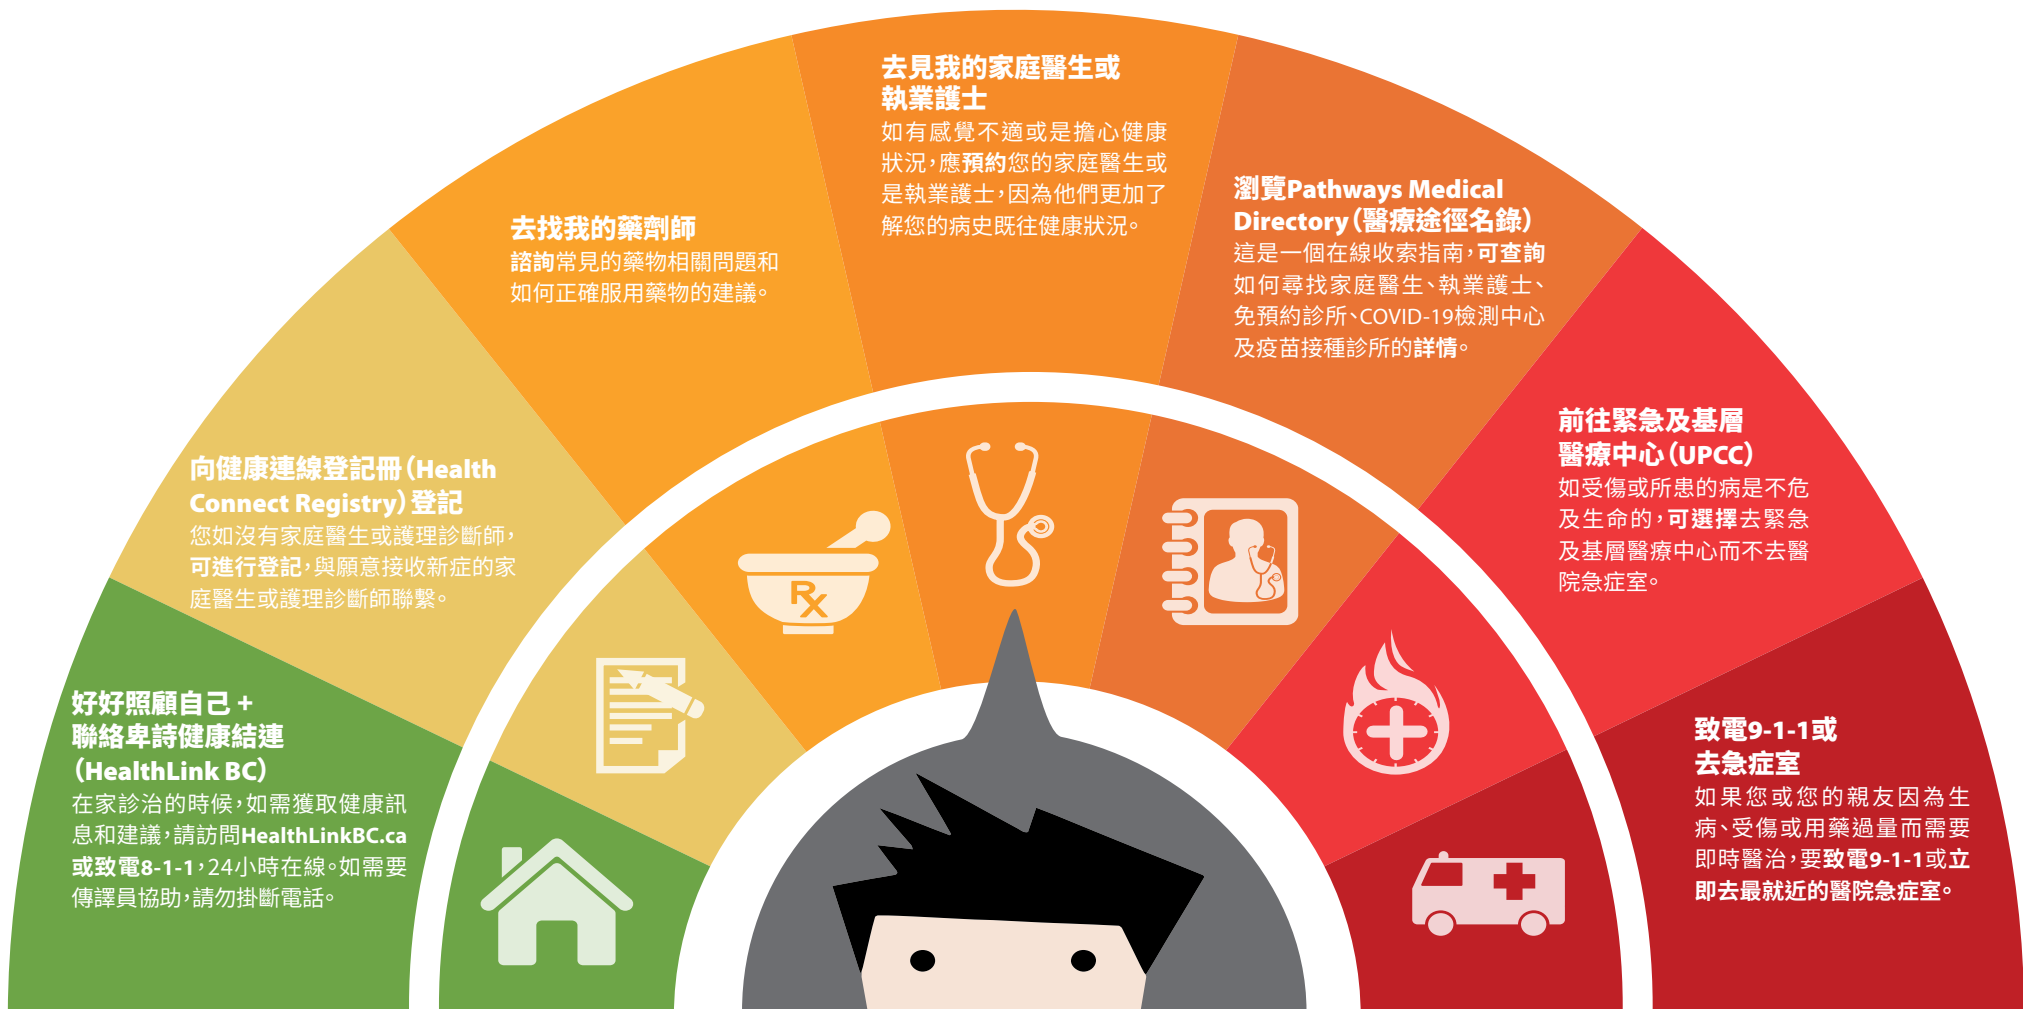 好好照顧自己 +
聯絡卑詩健康結連
（HealthLink BC）
在家診治的時候，如需獲取健康訊
息和建議，請訪問HealthLinkBC.ca
或致電8-1-1，24小時在線。如需要
傳譯員協助，請勿掛斷電話。
向健康連線登記冊（Health
Connect Registry）登記
您如沒有家庭醫生或護理診斷師，
可進行登記，與願意接收新症的家
庭醫生或護理診斷師聯繫。
去找我的藥劑師
諮詢常見的藥物相關問題和
如何正確服用藥物的建議。
去見我的家庭醫生或
執業護士
如有感覺不適或是擔心健康
狀況，應預約您的家庭醫生或
是執業護士，因為他們更加了
解您的病史既往健康狀況。
瀏覽Pathways Medical
Directory（醫療途徑名錄）
這是一個在線收索指南，可查詢
如何尋找家庭醫生、執業護士、
免預約診所、COVID-19檢測中心
及疫苗接種診所的詳情。
前往緊急及基層
醫療中心（UPCC）
如受傷或所患的病是不危
及生命的，可選擇去緊急
及基層醫療中心而不去醫
院急症室。
致電9-1-1或
去急症室
如果您或您的親友因為生
病、受傷或用藥過量而需要
即時醫治，要致電9-1-1或立
即去最就近的醫院急症室。
RX